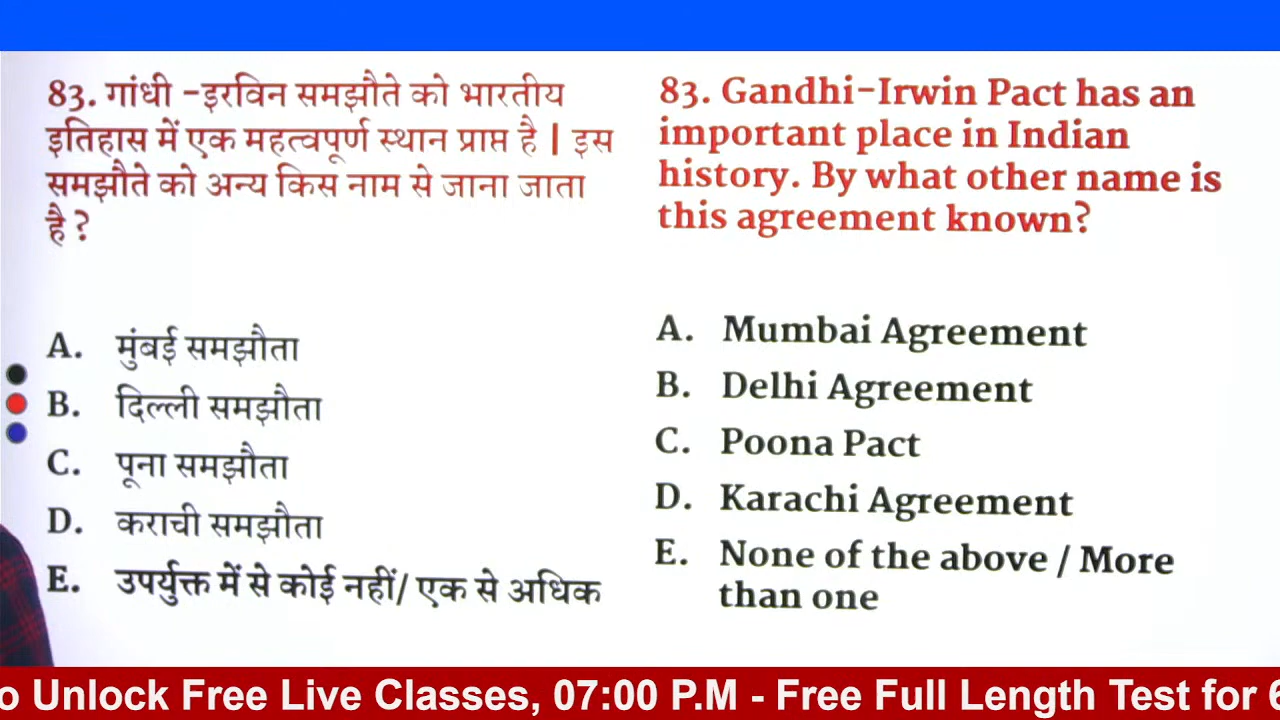 83. गांधी -इरविन समझौते को भारतीय
इतिहास में एक महत्वपूर्ण स्थान प्राप्त है | इस
समझौते को अन्य किस नाम से जाना जाता
है ?
A. मुंबई समझौता
B. दिल्ली समझौता
C. पूना समझौता
D. कराची समझौता
E. उपर्युक्त में से कोई नहीं/ एक से अधिक
83. Gandhi-Irwin Pact has an
important place in Indian
history. By what other name is
this agreement known?
A. Mumbai Agreement
B. Delhi Agreement
C. Poona Pact
D. Karachi Agreement
E. None of the above / More
than one
o Unlock Free Live Classes, 07:00 P.M - Free Full Length Test for 6